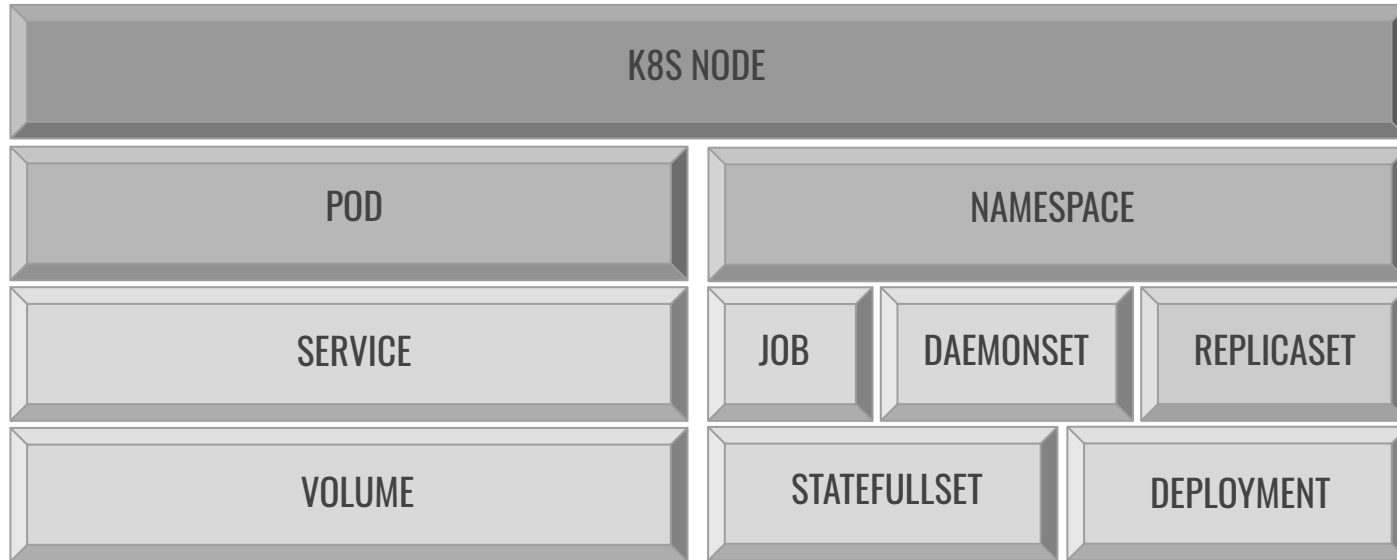 K8S NODE
POD
NAMESPACE
SERVICE
JOB
DAEMONSET
REPLICASET
VOLUME
STATEFULLSET
DEPLOYMENT